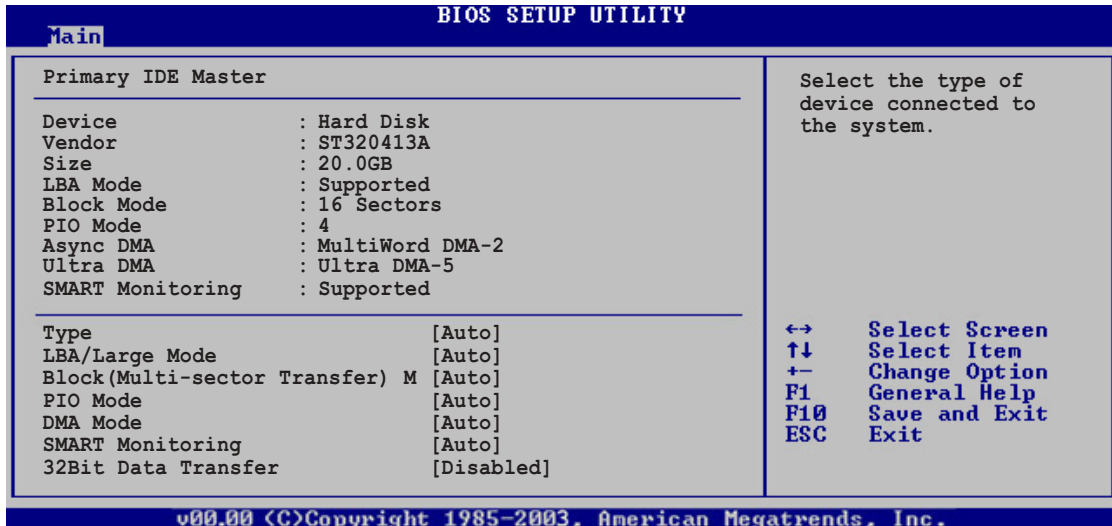 BIOS SETUP UTILITY
Main
Primary IDE Master
Device : Hard Disk
Vendor : ST320413A
Size : 20.0GB
LBA Mode : Supported
Block Mode : 16 Sectors
PIO Mode : 4
Async DMA : MultiWord DMA-2
Ultra DMA : Ultra DMA-5
SMART Monitoring : Supported
Type [Auto]
LBA/Large Mode [Auto]
Block(Multi-sector Transfer) M [Auto]
PIO Mode [Auto]
DMA Mode [Auto]
SMART Monitoring [Auto]
32Bit Data Transfer [Disabled]
Select the type of
device connected to
the system.
←→ Select Screen
↑↓ Select Item
+- Change Option
F1 General Help
F10 Save and Exit
ESC Exit
v00.00 (C)Copyright 1985-2003, American Megatrends, Inc.